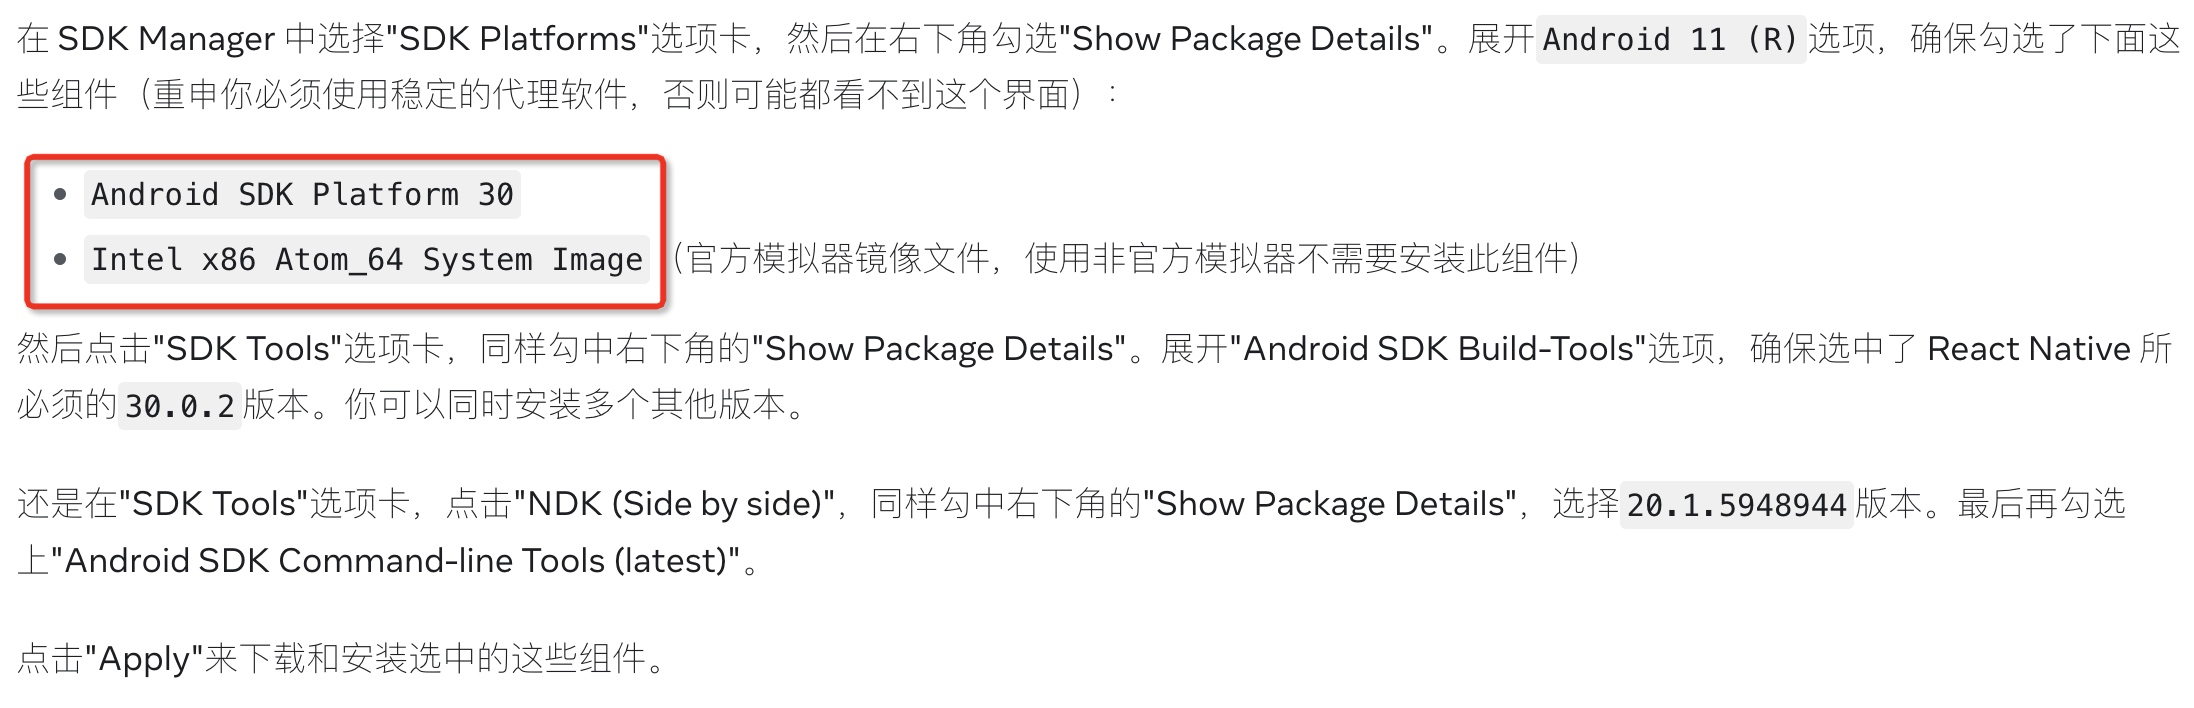 在 SDK Manager 中选择"SDK Platforms"选项卡，然后在右下角勾选"Show Package Details"。展开Android 11 (R)选项，确保勾选了下面这
些组件（重申你必须使用稳定的代理软件，否则可能都看不到这个界面）：
• Android SDK Platform 30
• Intel x86 Atom_64 System Image（官方模拟器镜像文件，使用非官方模拟器不需要安装此组件）
然后点击"SDK Tools"选项卡，同样勾中右下角的"Show Package Details"。展开"Android SDK Build-Tools"选项，确保选中了 React Native 所
必须的30.0.2版本。你可以同时安装多个其他版本。
还是在"SDK Tools"选项卡，点击"NDK (Side by side)"，同样勾中右下角的"Show Package Details"，选择20.1.5948944版本。最后再勾选
上"Android SDK Command-line Tools (latest)"。
点击"Apply"来下载和安装选中的这些组件。